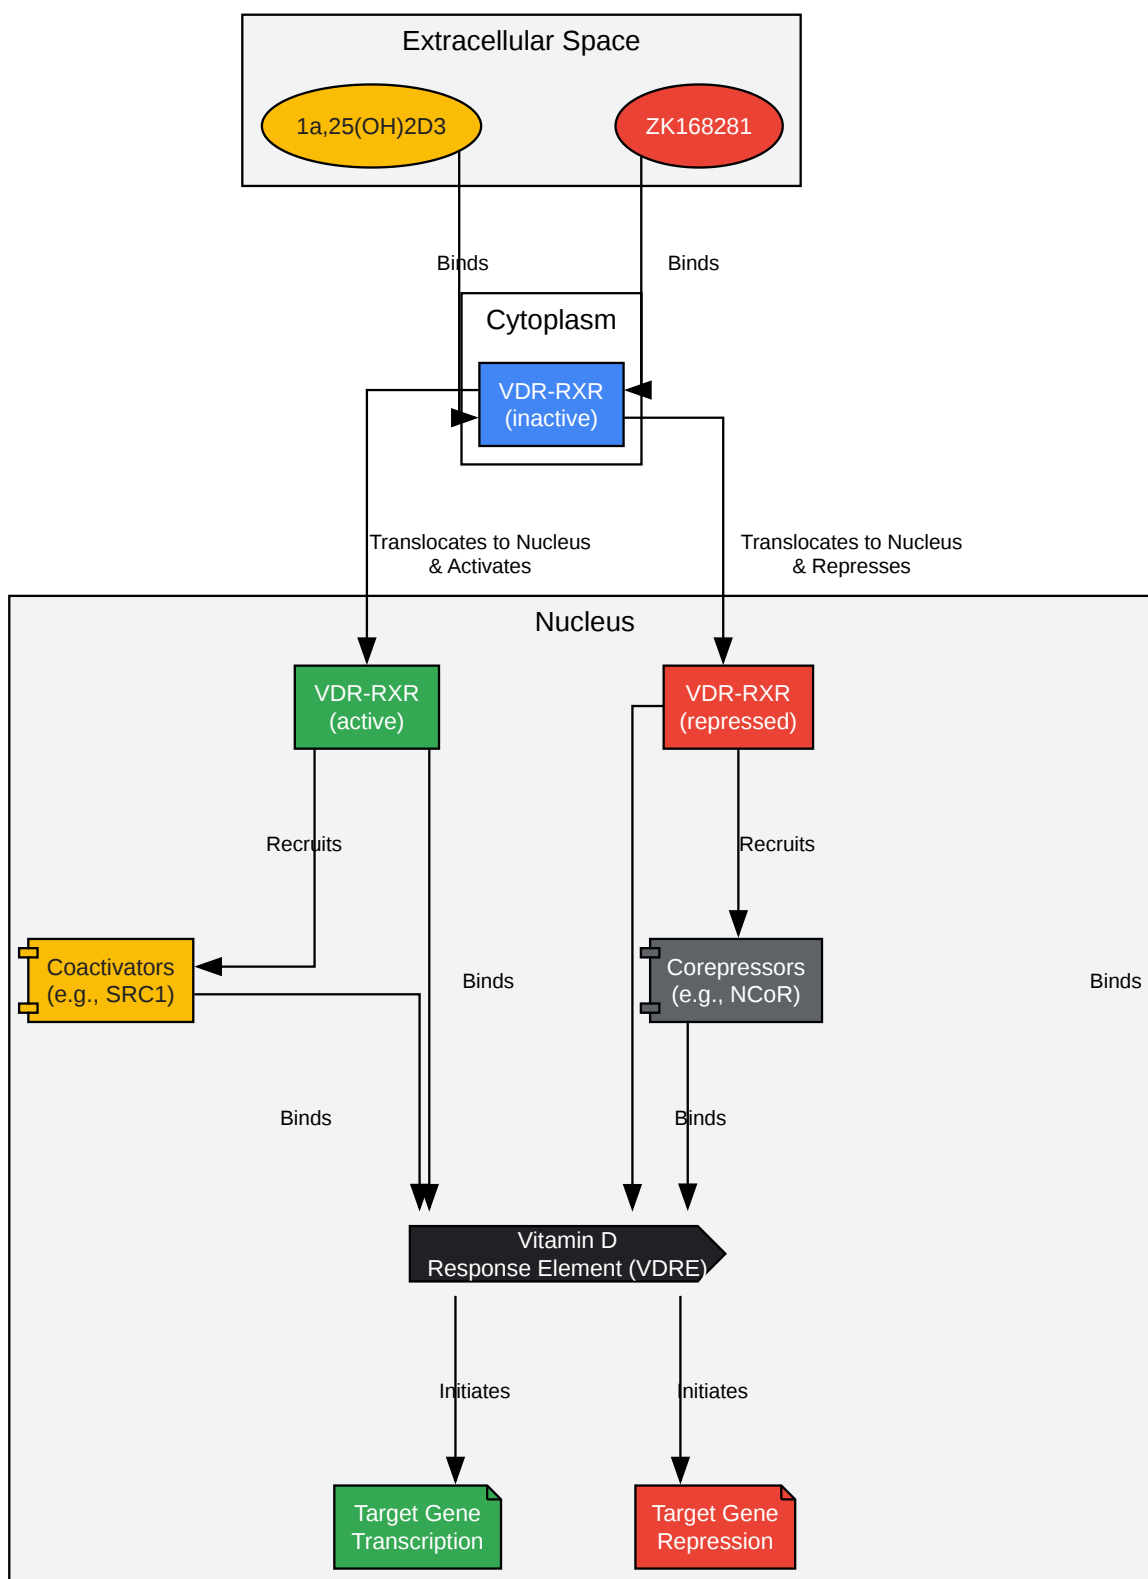 Extracellular Space
1a,25(OH)2D3
ZK168281
Binds
Binds
Cytoplasm
VDR-RXR
(inactive)
Translocates to Nucleus
& Activates
Translocates to Nucleus
& Represses
Nucleus
VDR-RXR
(active)
VDR-RXR
(repressed)
Recruits
Recruits
Coactivators
(e.g., SRC1)
Binds
Corepressors
(e.g., NCoR)
Binds
Binds
Binds
Vitamin D
Response Element (VDRE)
Initiates
Initiates
Target Gene
Transcription
Target Gene
Repression